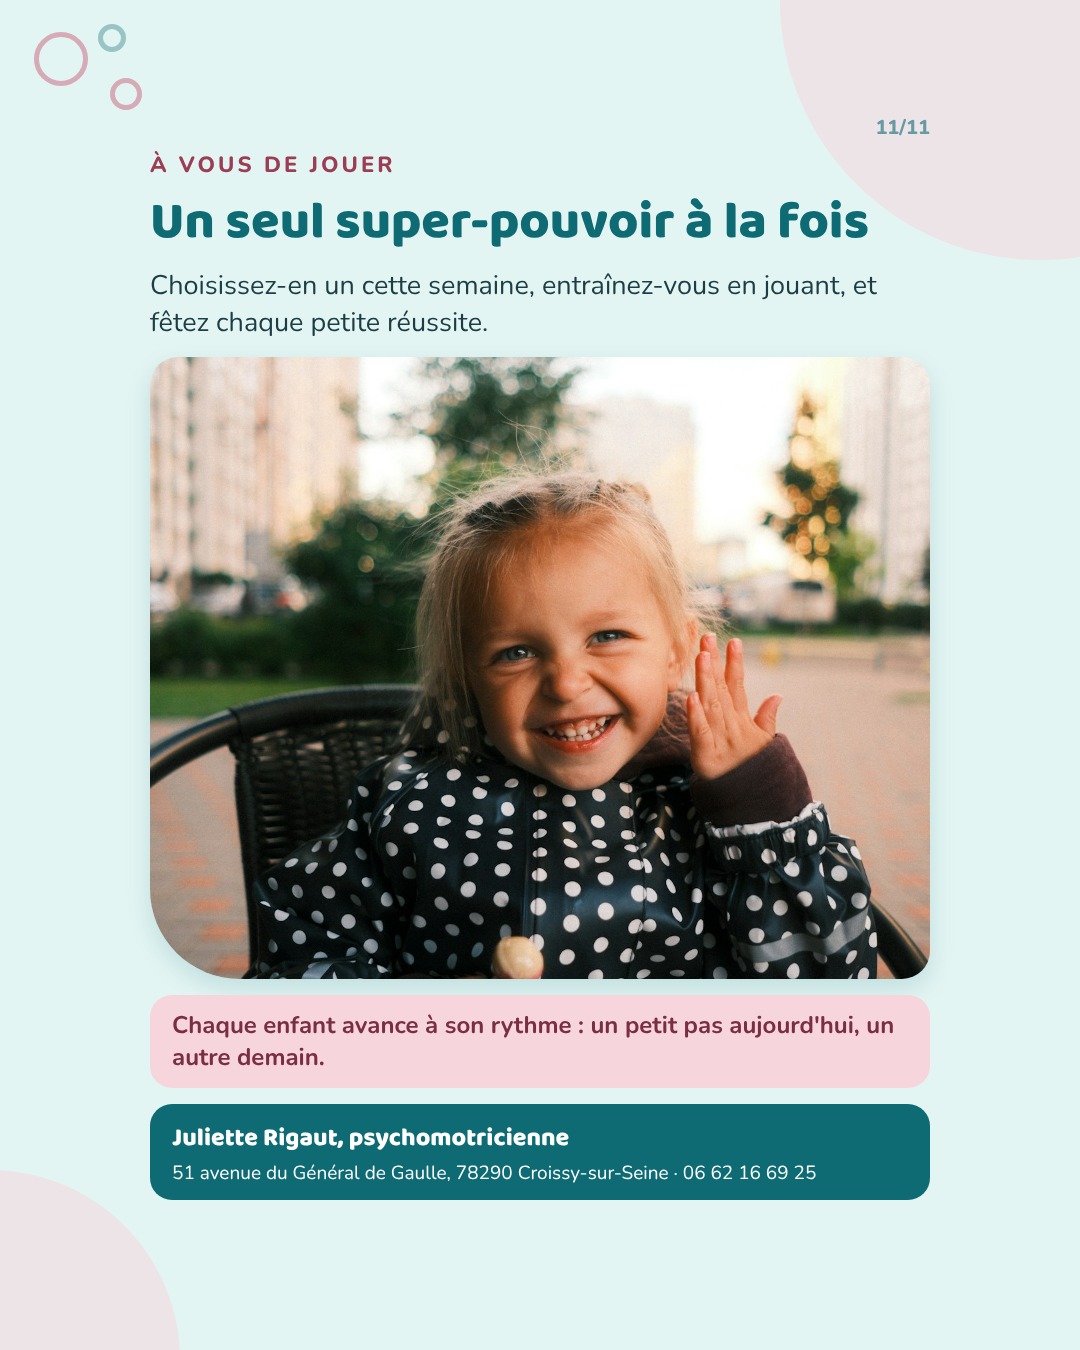 11/11
À VOUS DE JOUER
Un seul super-pouvoir à la fois
Choisissez-en un cette semaine, entraînez-vous en jouant, et
fêtez chaque petite réussite.
Chaque enfant avance à son rythme : un petit pas aujourd'hui, un
autre demain.
Juliette Rigaut, psychomotricienne
51 avenue du Général de Gaulle, 78290 Croissy-sur-Seine · 06 62 16 69 25